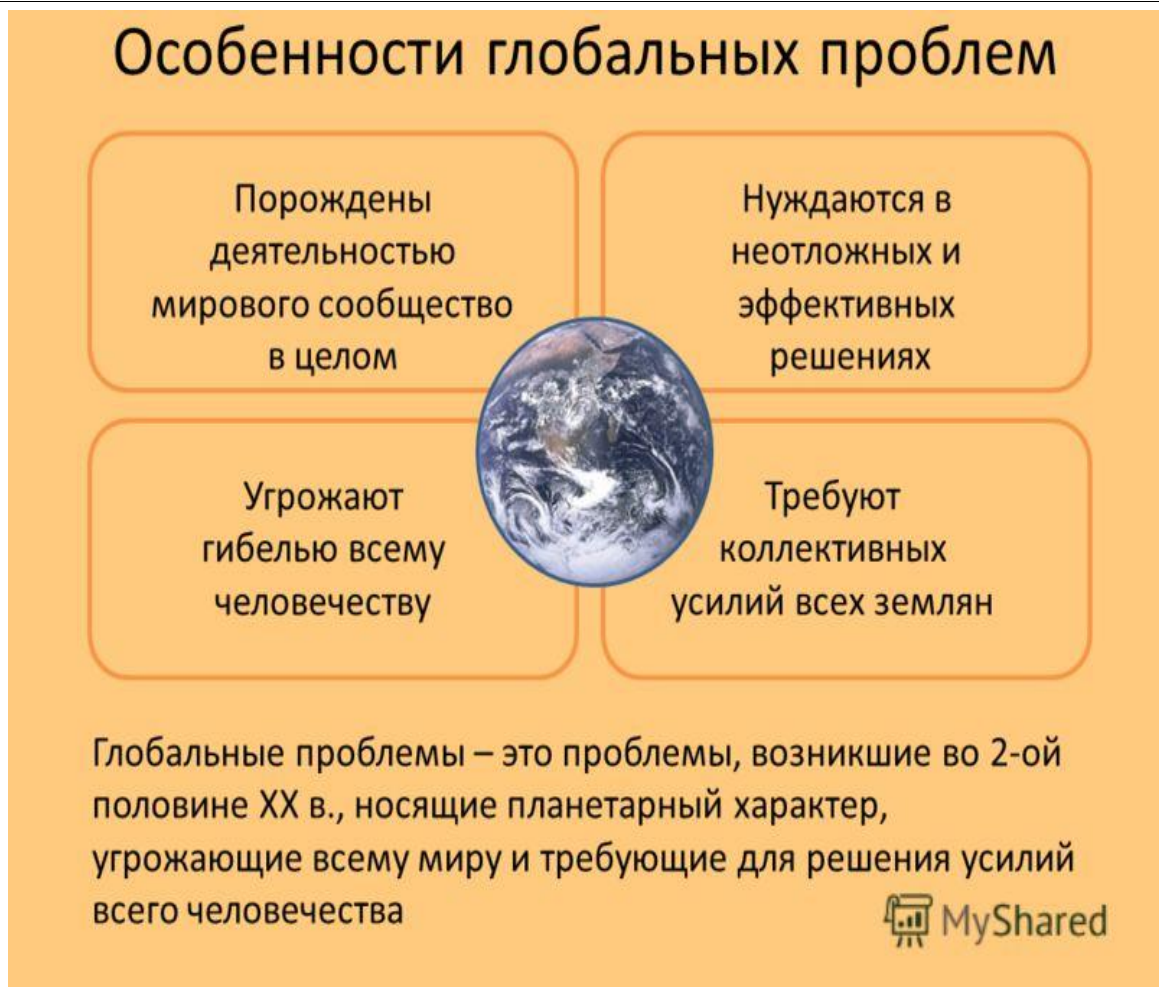 Особенности глобальных проблем
Порождены
деятельностью
мирового сообщество
в целом
Нуждаются в
неотложных и
эффективных
решениях
Угрожают
гибелью всему
человечеству
Требуют
коллективных
усилий всех землян
Глобальные проблемы – это проблемы, возникшие во 2-ой
половине XX в., носящие планетарный характер,
угрожающие всему миру и требующие для решения усилий
всего человечества
MyShared